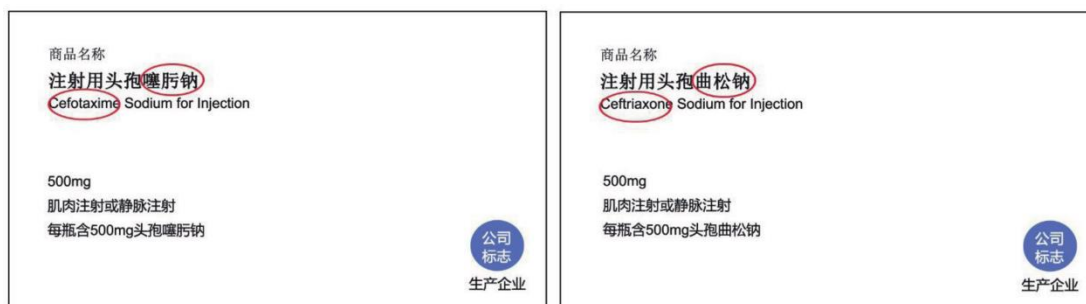 商品名称
注射用头孢噻肟钠
Cefotaxime Sodium for Injection
500mg
肌肉注射或静脉注射
每瓶含500mg头孢噻肟钠
公司
标志
生产企业
商品名称
注射用头孢曲松钠
Ceftriaxone Sodium for Injection
500mg
肌肉注射或静脉注射
每瓶含500mg头孢曲松钠
公司
标志
生产企业